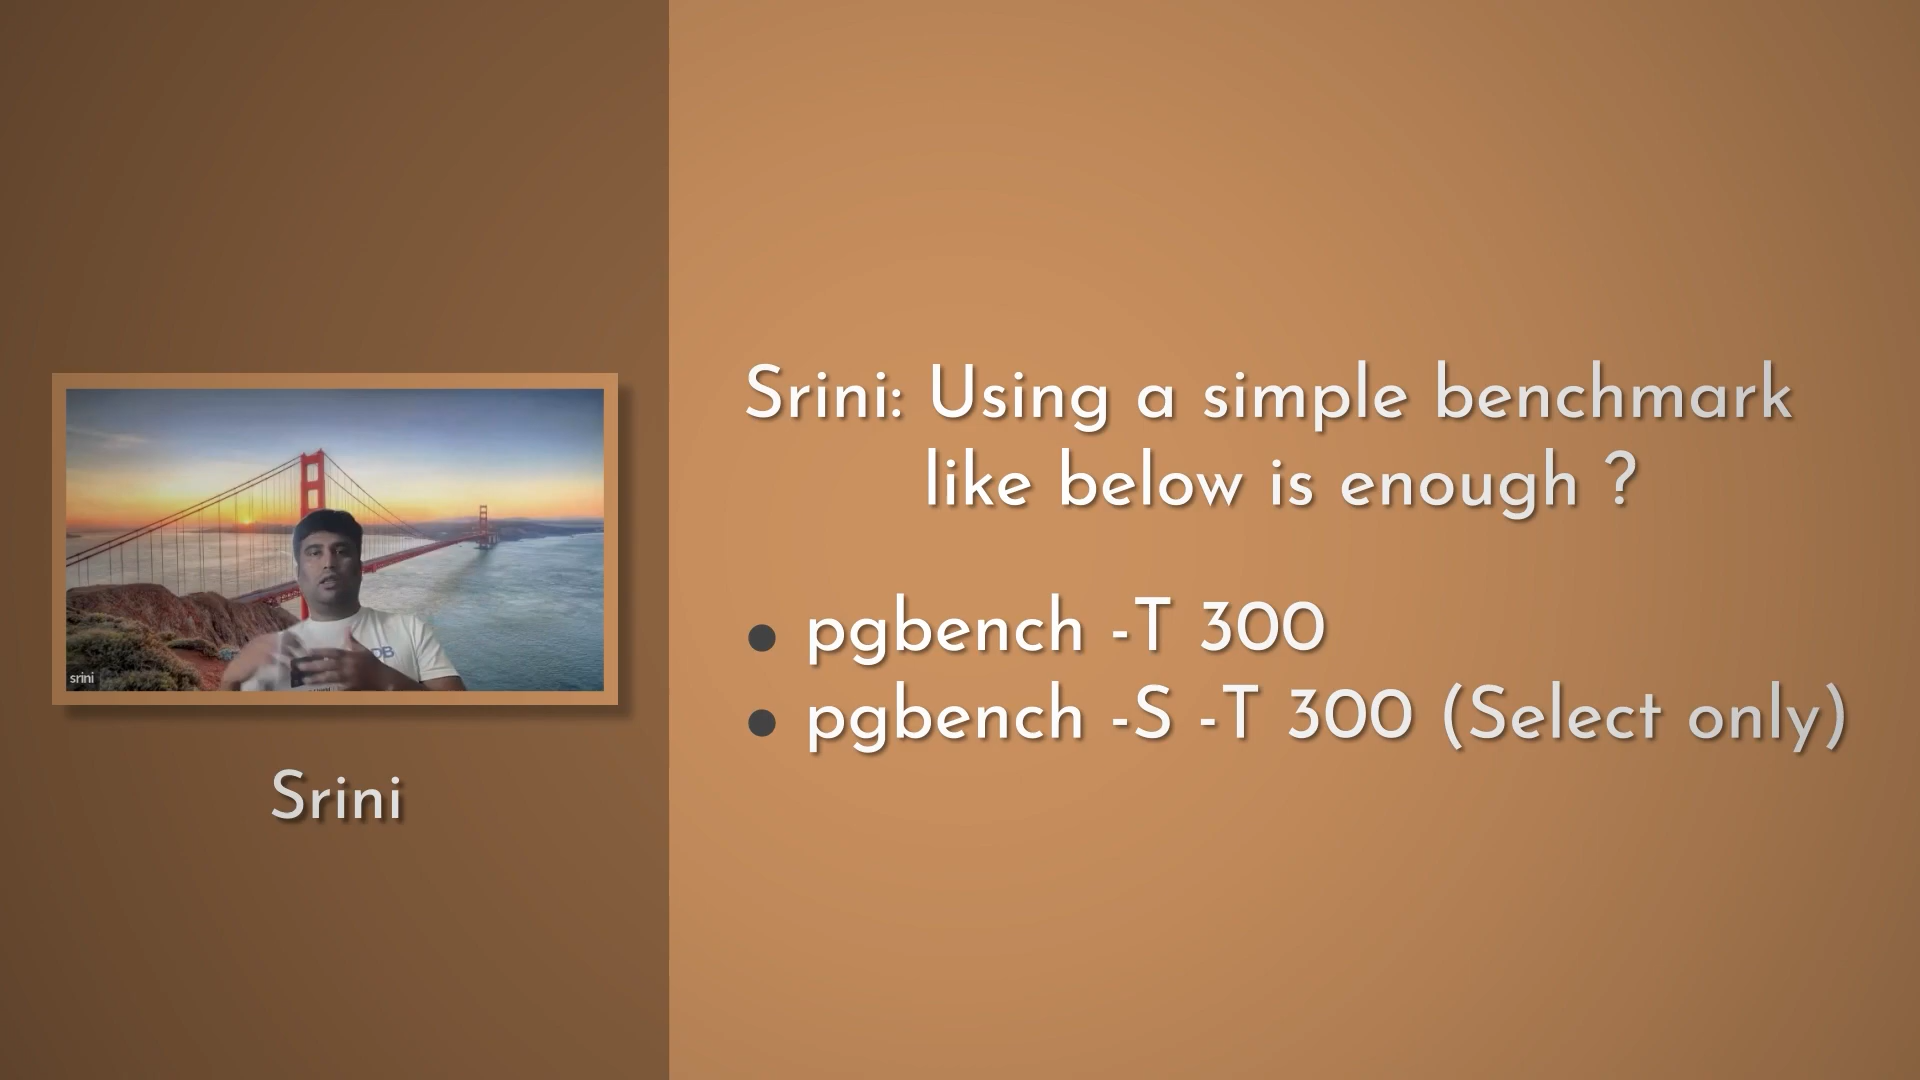 srini
Srini
Srini: Using a simple benchmark
like below is enough ?
pgbench -T 300
pgbench -S -T 300 (Select only)